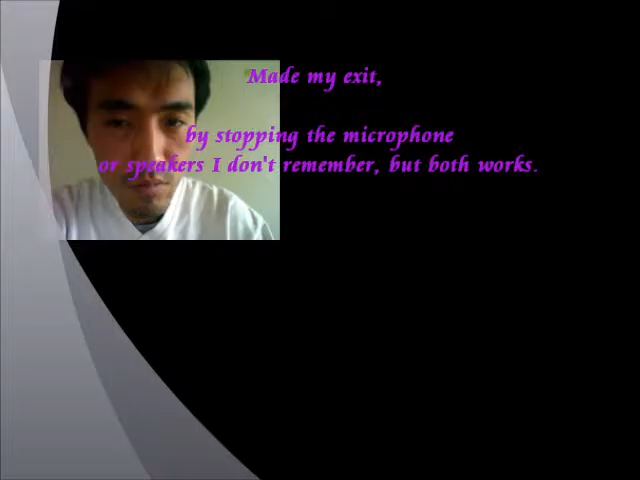 Made my exit,
by stopping the microphone
or speakers I don't remember, but both works.